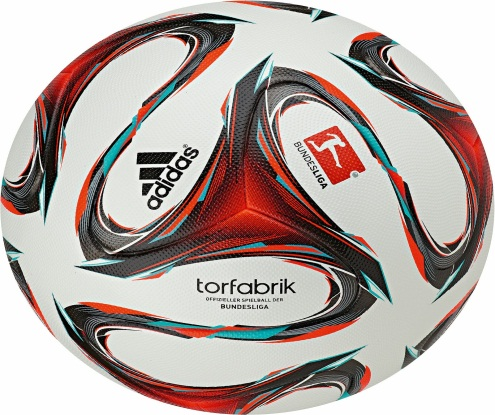 adidas®
BUNDESLIGA
torfabrik
OFFIZIELLER SPIELBALL DER
BUNDESLIGA